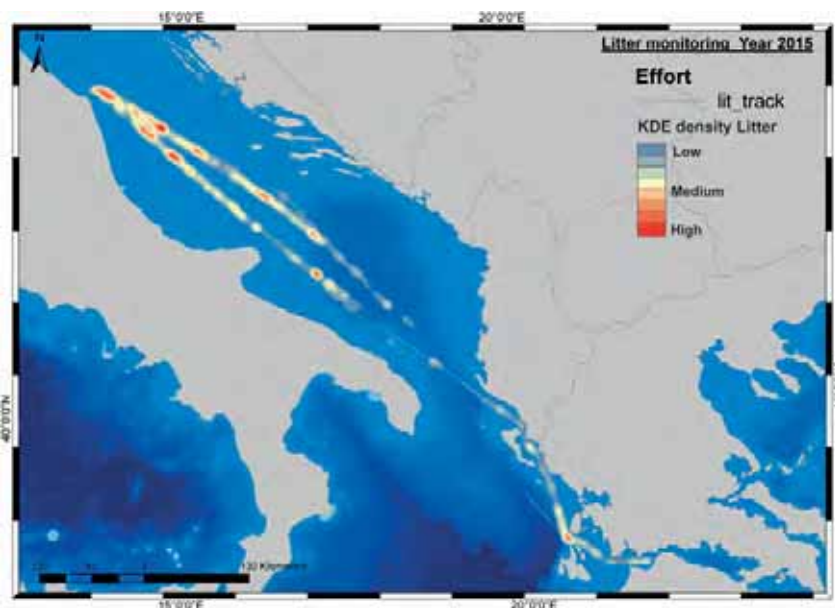 15°0'0"E 20°0'0"E
N
Litter monitoring Year 2015
Effort
lit_track
KDE density Litter
Low
Medium
High
40°0'0"N
120 Kilometers
15°0'0"E 20°0'0"E